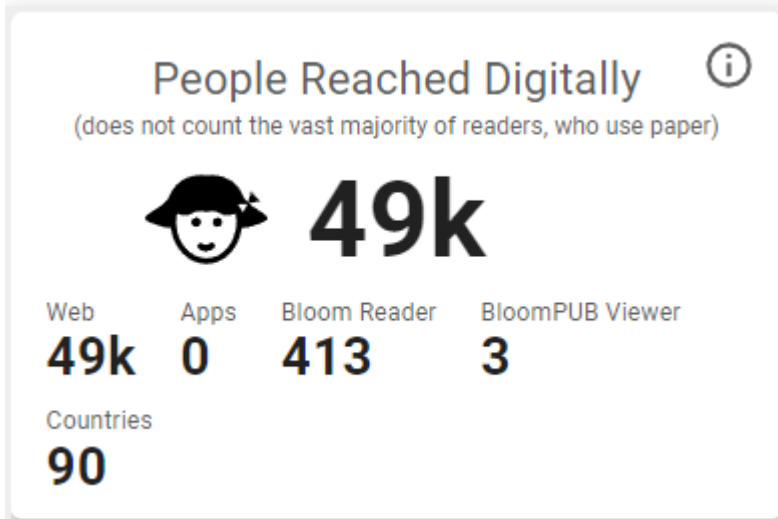 People Reached Digitally
(does not count the vast majority of readers, who use paper)
49k
Web Apps Bloom Reader BloomPUB Viewer
49k 0 413 3
Countries
90